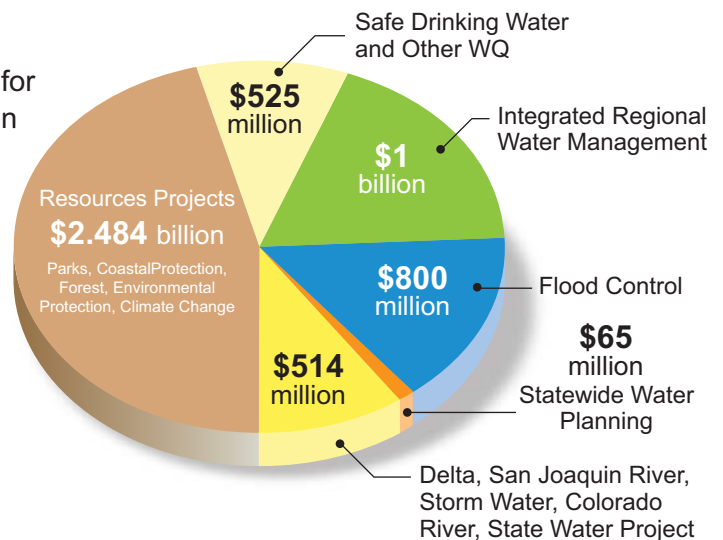 for
n
Safe Drinking Water
and Other WQ
$525
million
Integrated Regional
Water Management
$1
billion
Resources Projects
$2.484 billion
Parks, CoastalProtection,
Forest, Environmental
Protection, Climate Change
$800
million
Flood Control
$65
million
Statewide Water
Planning
$514
million
Delta, San Joaquin River,
Storm Water, Colorado
River, State Water Project